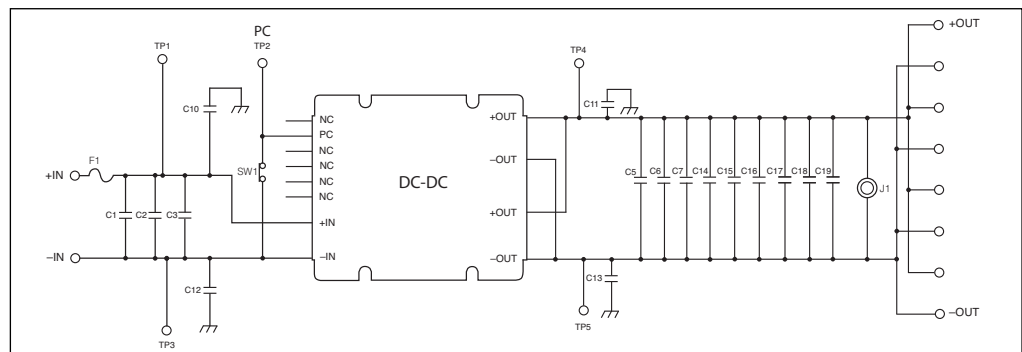 +OUT
PC
TP1
TP2
TP4
C10
C11
NC
PC
NC
NC
NC
NC
+IN
–IN
+OUT
–OUT
+OUT
–OUT
DC-DC
F1
SW1
+IN
C1
C2
C3
–IN
C12
TP3
C5
C6
C7
C14
C15
C16
C17
C18
C19
J1
C13
TP5
–OUT